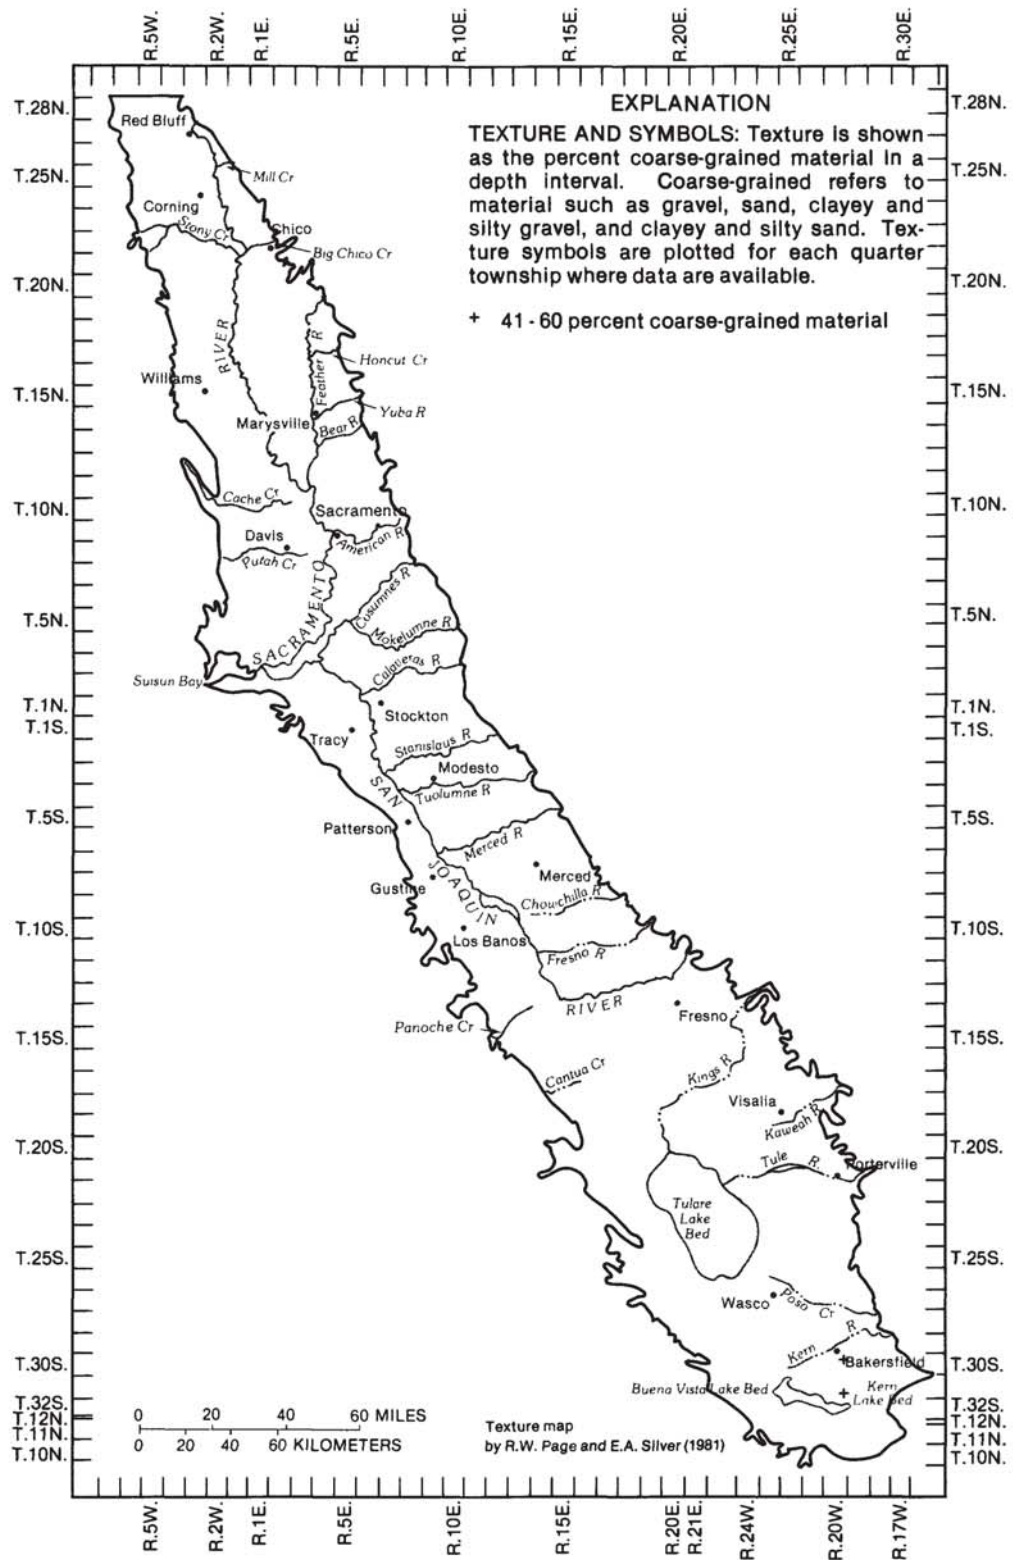 R.5W.
R.2W.
R.1E.
R.5E.
R.10E.
R.15E.
R.20E.
R.25E.
R.30E.
EXPLANATION
TEXTURE AND SYMBOLS: Texture is shown
as the percent coarse-grained material in a
depth interval. Coarse-grained refers to
material such as gravel, sand, clayey and
silty gravel, and clayey and silty sand. Tex-
ture symbols are plotted for each quarter
township where data are available.
+ 41 - 60 percent coarse-grained material
T.28N.
T.25N.
T.20N.
T.15N.
T.10N.
T.5N.
T.1N.
T.1S.
T.5S.
T.10S.
T.15S.
T.20S.
T.25S.
T.30S.
T.32S.
T.12N.
T.11N.
T.10N.
T.28N.
T.25N.
T.20N.
T.15N.
T.10N.
T.5N.
T.1N.
T.1S.
T.5S.
T.10S.
T.15S.
T.20S.
T.25S.
T.30S.
T.32S.
T.12N.
T.11N.
T.10N.
Red Bluff
Mill Cr
Corning
Stony Cr
Chico
Big Chico Cr
RIVER
Feather R
Honcut Cr
Williams
Yuba R
Marysville
Bear R
Cache Cr
Sacramento
Davis
American R
Putah Cr
SACRAMENTO
Cosumnes R
Mokelumne R
Calaveras R
Suisun Bay
Stockton
Tracy
Stanislaus R
Modesto
SAN
Tuolumne R
Patterson
Merced R
JOAQUIN
Merced
Gustine
Chowchilla R
Los Banos
Fresno R
RIVER
Fresno
Panoche Cr
Cantua Cr
Kings R
Visalia
Kaweah R
Tule R.
Porterville
Tulare
Lake
Bed
Wasco
Poso Cr
Kern R
Bakersfield
Buena Vista Lake Bed
Kern
Lake Bed
0 20 40 60 MILES
0 20 40 60 KILOMETERS
Texture map
by R.W. Page and E.A. Silver (1981)
R.5W.
R.2W.
R.1E.
R.5E.
R.10E.
R.15E.
R.20E.
R.21E.
R.24W.
R.20W.
R.17W.